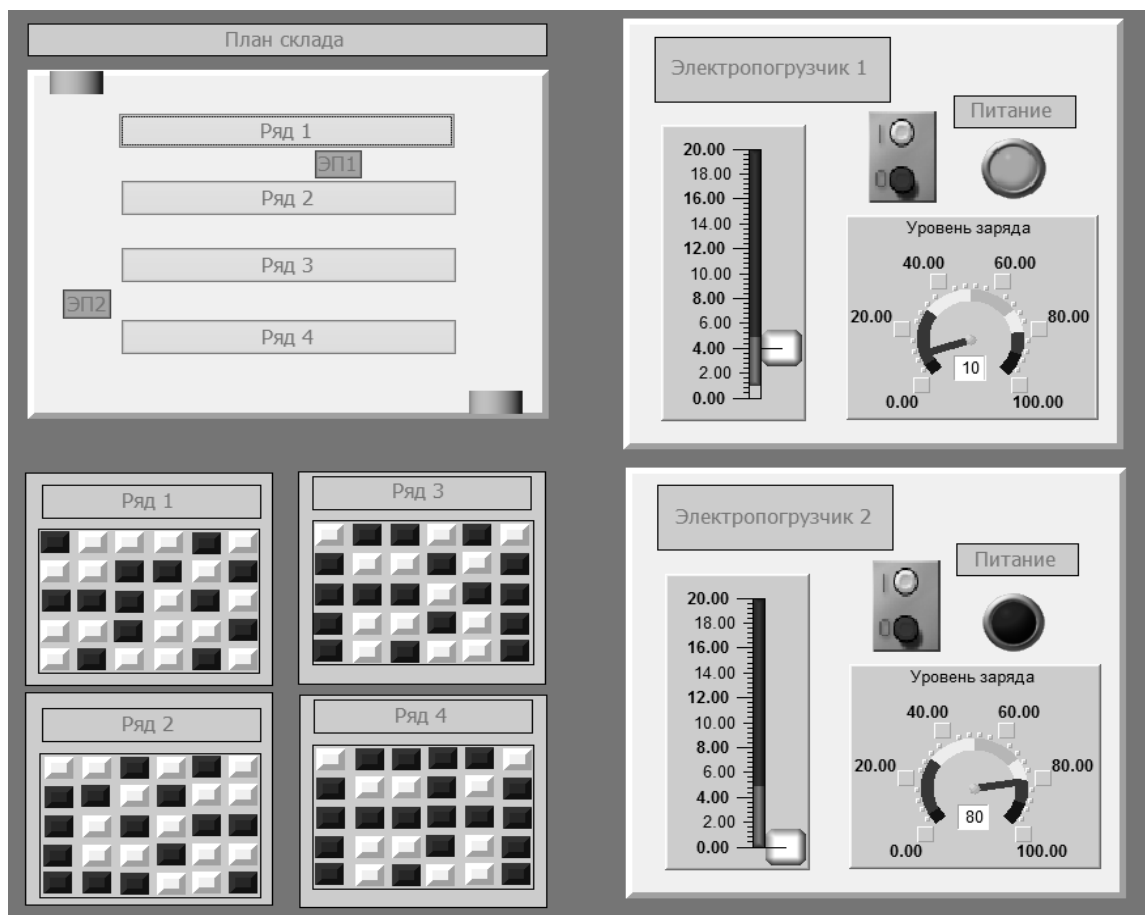 План склада
Ряд 1
ЭП1
Ряд 2
Ряд 3
ЭП2
Ряд 4
Электропогрузчик 1
Питание
20.00
18.00
16.00
14.00
12.00
10.00
8.00
6.00
4.00
2.00
0.00
Уровень заряда
40.00 60.00
20.00 80.00
10
0.00 100.00
Ряд 1
Ряд 3
Ряд 2
Ряд 4
Электропогрузчик 2
Питание
20.00
18.00
16.00
14.00
12.00
10.00
8.00
6.00
4.00
2.00
0.00
Уровень заряда
40.00 60.00
20.00 80.00
80
0.00 100.00